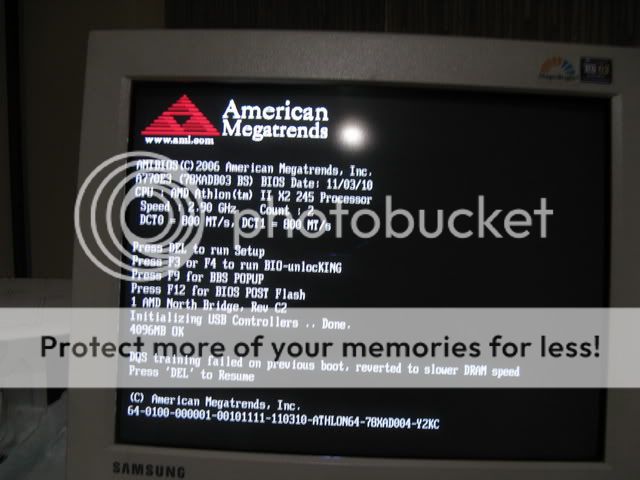 American
Megatrends
www.ami.com
AMIBIOS(C)2006 American Megatrends, Inc.
A770E3 (78XADB03 BS) BIOS Date: 11/03/10
CPU : AMD Athlon(tm) II X2 245 Processor
Speed : 2.90 GHz Count : 2
DCT0 = 800 MT/s, DCT1 = 800 MT/s
photobucket
Press DEL to run Setup
Press F3 or F4 to run BIO-unlocKING
Press F9 for BBS POPUP
Press F12 for BIOS POST Flash
1 AMD North Bridge, Rev C2
Initializing USB Controllers .. Done.
4096MB OK
Protect more of your memories for less!
DQS training failed on previous boot, reverted to slower DRAM speed
Press 'DEL' to Resume
(C) American Megatrends, Inc.
64-0100-000001-00101111-110310-ATHLON64-78XAD004-Y2KC
SAMSUNG